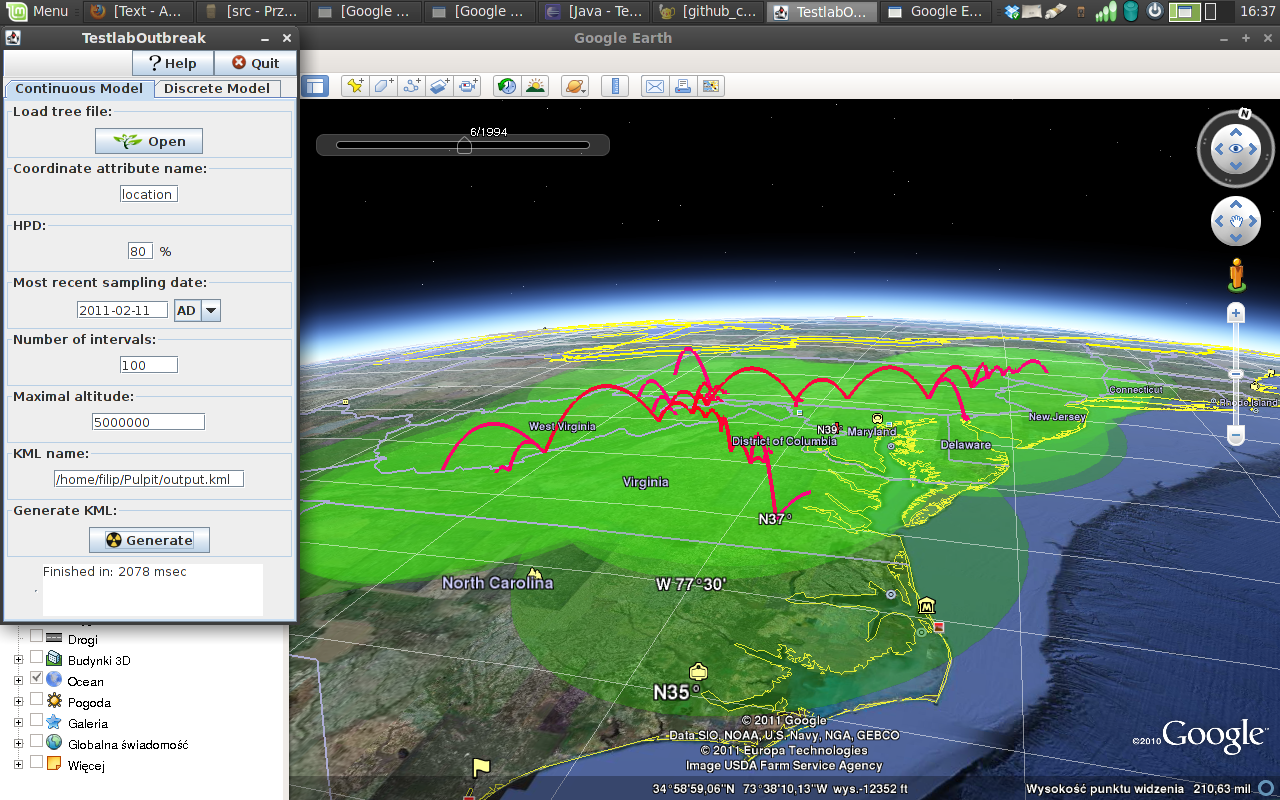 Menu
[Text - A...
[src - Prz...
[Google ...
[Google ...
[Java - Te...
[github_c...
TestlabO...
Google E...
16:37
TestlabOutbreak
Google Earth
? Help
Quit
Continuous Model
Discrete Model
Load tree file:
Open
Coordinate attribute name:
location
HPD:
80 %
Most recent sampling date:
2011-02-11 AD
Number of intervals:
100
Maximal altitude:
5000000
KML name:
/home/filip/Pulpit/output.kml
Generate KML:
Generate
Finished in: 2078 msec
Drogi
Budynki 3D
Ocean
Pogoda
Galeria
Globalna świadomość
Więcej
6/1994
N
Connecticut
Rhode Island
New Jersey
West Virginia
N39°
Maryland
District of Columbia
Delaware
Virginia
N37°
North Carolina
W 77°30'
N35°
© 2011 Google
Data SIO, NOAA, U.S. Navy, NGA, GEBCO
© 2011 Europa Technologies
Image USDA Farm Service Agency
©2010 Google™
34°58'59,06"N 73°38'10,13"W wys.-12352 ft
Wysokość punktu widzenia 210,63 mil